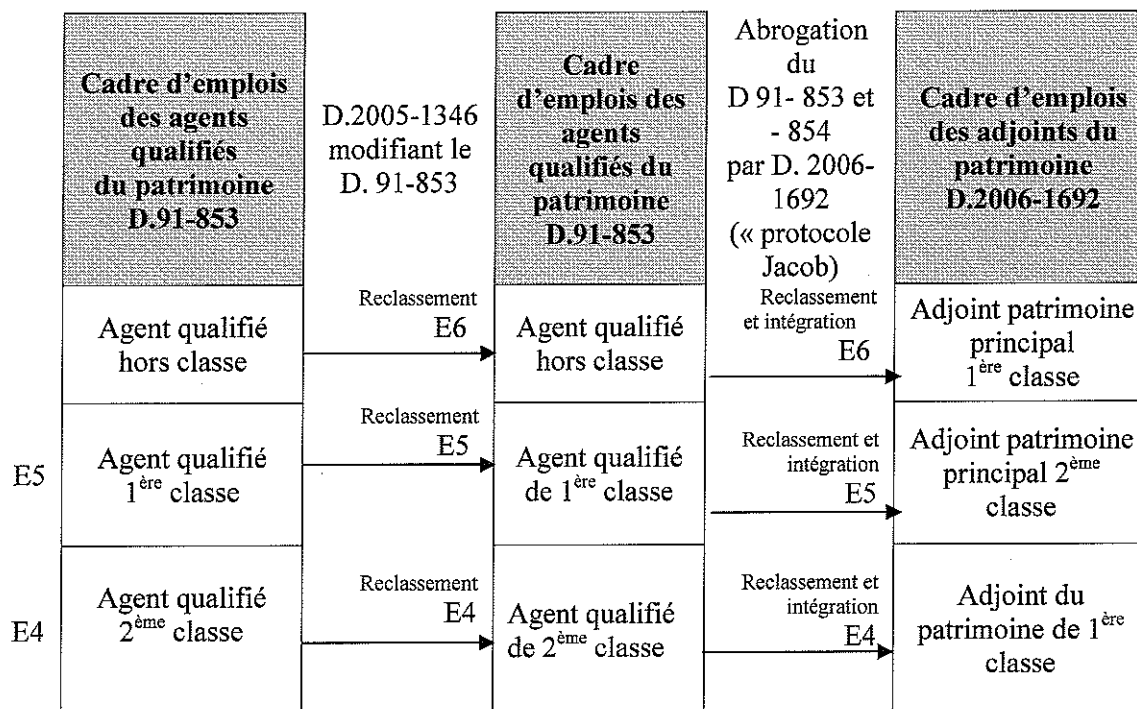 Cadre d'emplois
des agents
qualifiés
du patrimoine
D.91-853
D.2005-1346
modifiant le
D. 91-853
Cadre
d'emplois des
agents
qualifiés du
patrimoine
D.91-853
Abrogation
du
D 91- 853 et
- 854
par D. 2006-
1692
(« protocole
Jacob)
Cadre d'emplois
des adjoints du
patrimoine
D.2006-1692
Agent qualifié
hors classe
Reclassement
E6
Agent qualifié
hors classe
Reclassement
et intégration
E6
Adjoint patrimoine
principal
1ère classe
E5
Agent qualifié
1ère classe
Reclassement
E5
Agent qualifié
de 1ère classe
Reclassement et
intégration
E5
Adjoint patrimoine
principal 2ème
classe
E4
Agent qualifié
2ème classe
Reclassement
E4
Agent qualifié
de 2ème classe
Reclassement et
intégration
E4
Adjoint du
patrimoine de 1ère
classe